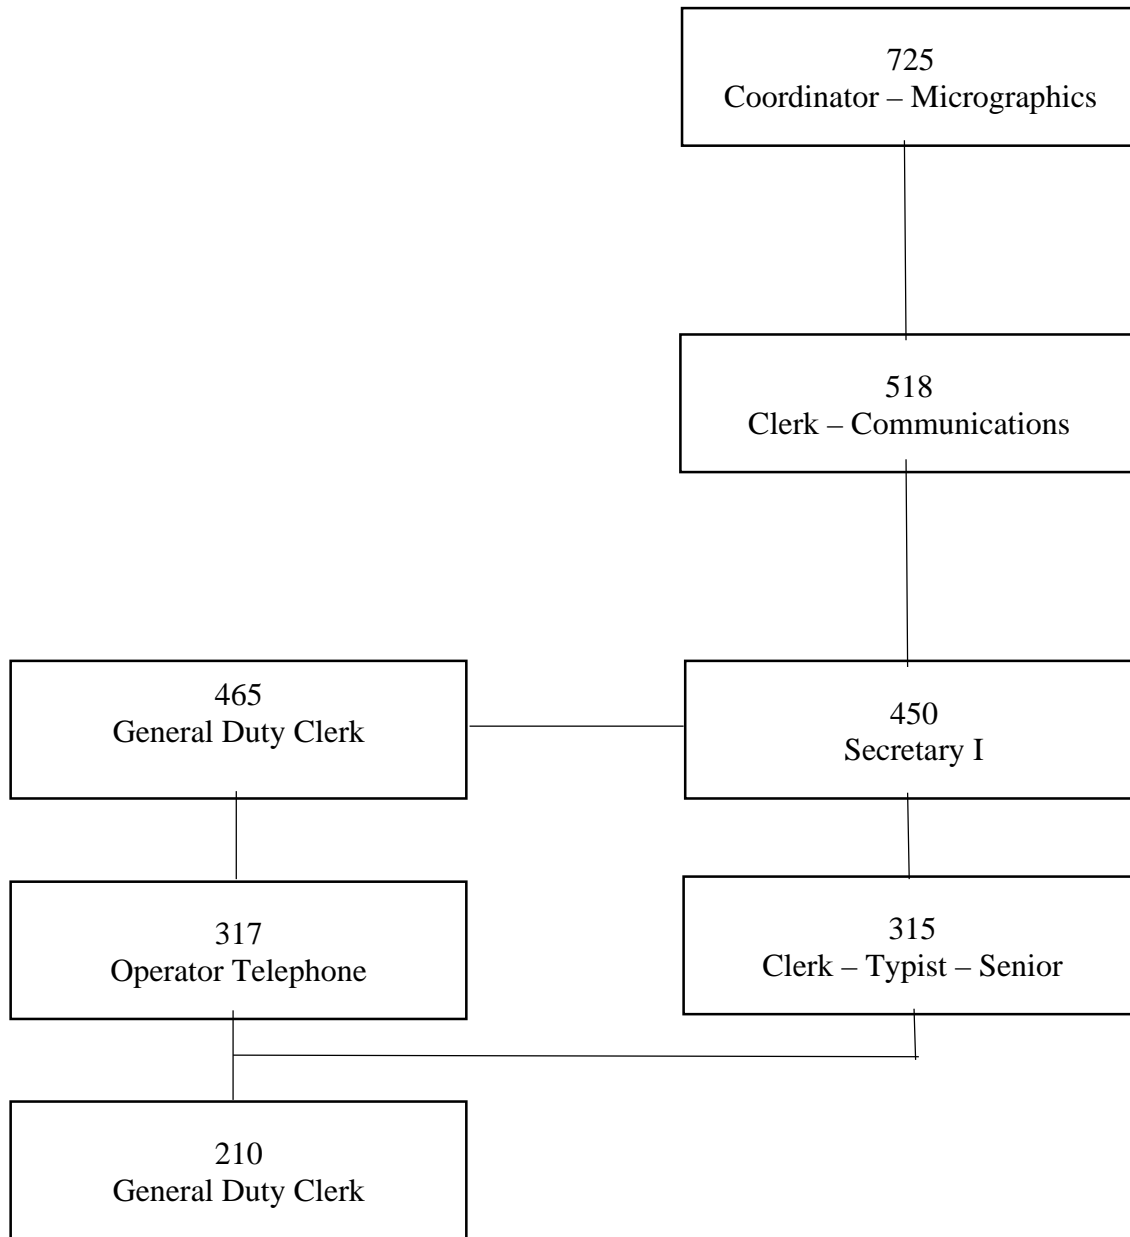 725
Coordinator – Micrographics
518
Clerk – Communications
465
General Duty Clerk
450
Secretary I
317
Operator Telephone
315
Clerk – Typist – Senior
210
General Duty Clerk